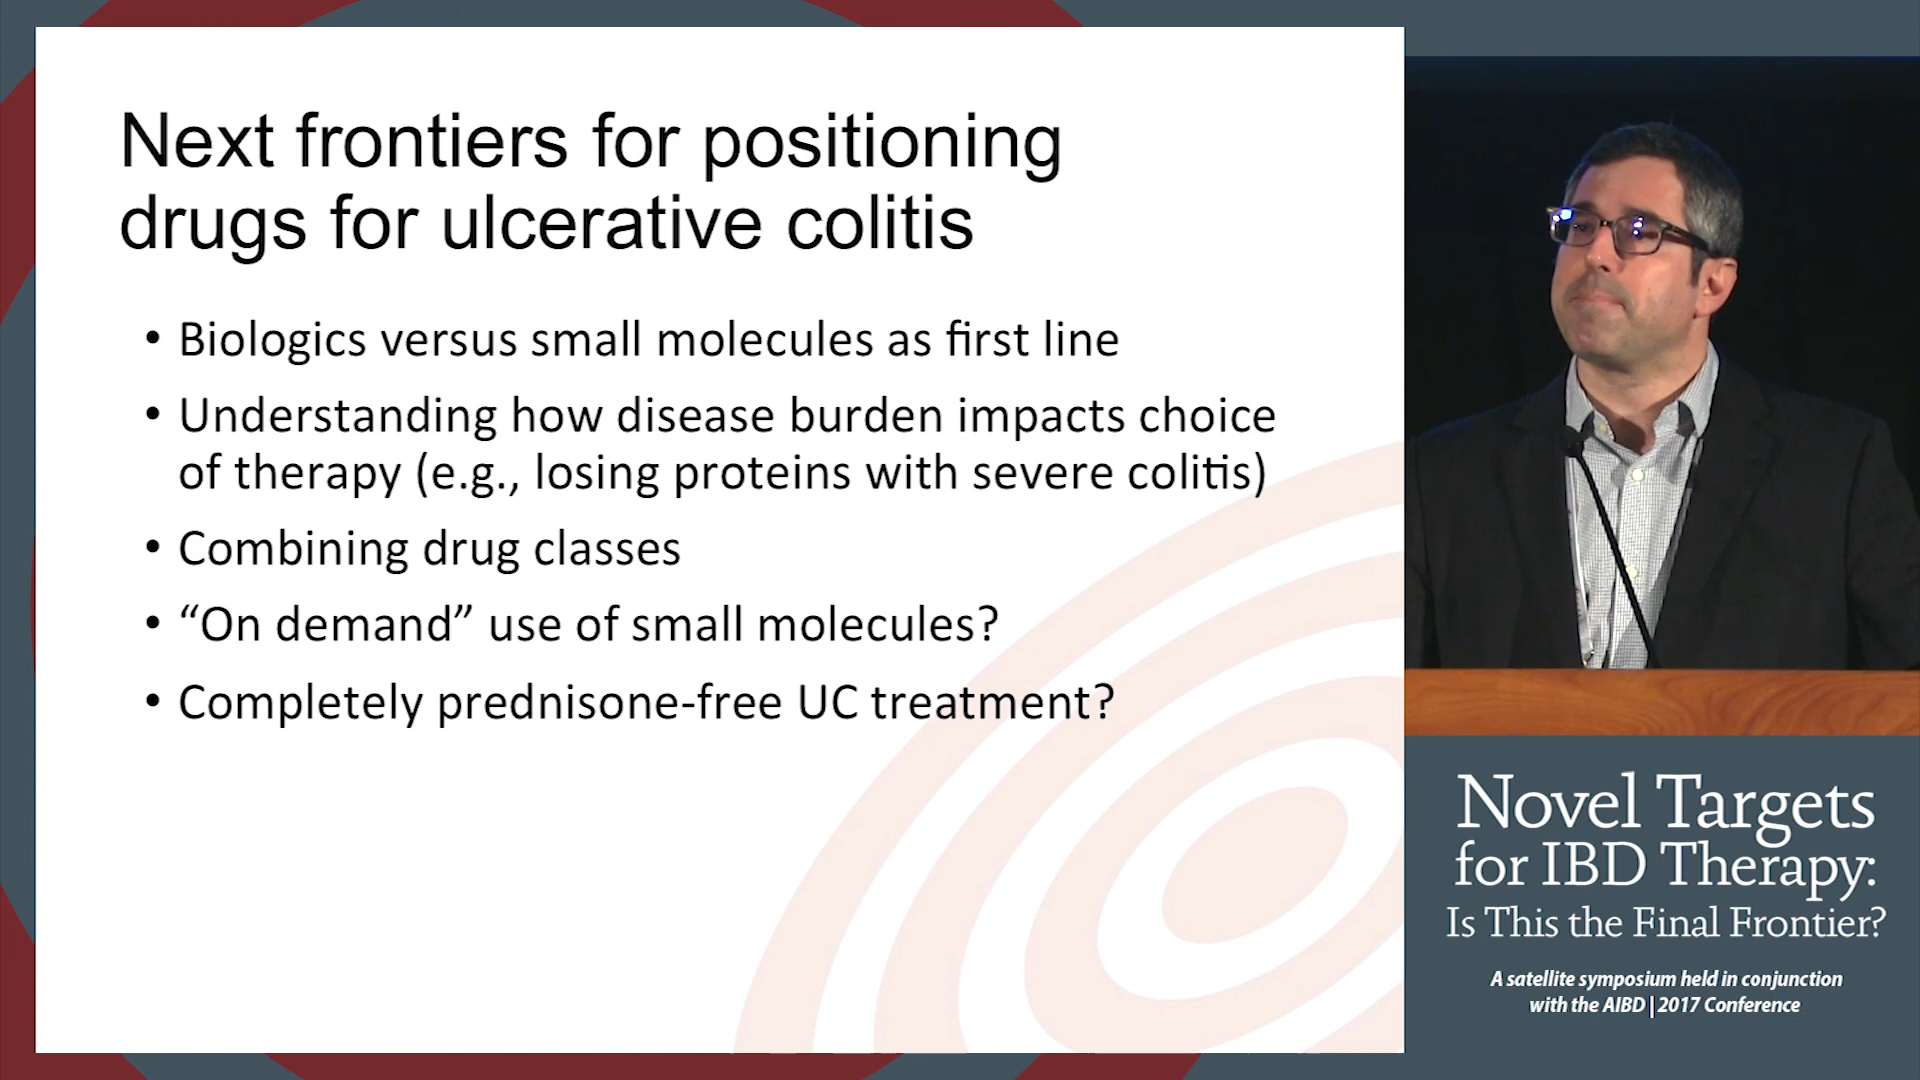 Next frontiers for positioning
drugs for ulcerative colitis
• Biologics versus small molecules as first line
• Understanding how disease burden impacts choice
of therapy (e.g., losing proteins with severe colitis)
• Combining drug classes
• “On demand” use of small molecules?
• Completely prednisone-free UC treatment?
Novel Targets
for IBD Therapy:
Is This the Final Frontier?
A satellite symposium held in conjunction
with the AIBD | 2017 Conference